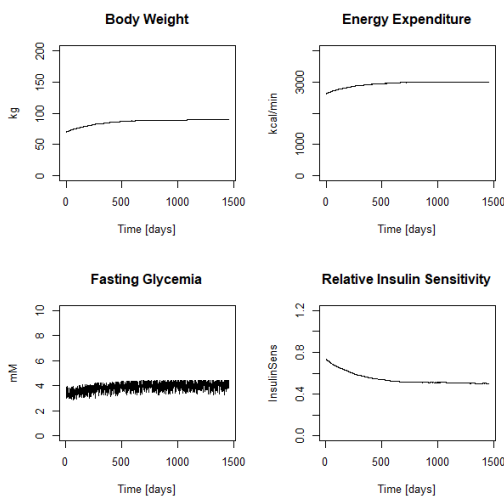 Body Weight
kg
0 50 100 150 200
0 500 1000 1500
Time [days]
Energy Expenditure
kcal/min
0 1000 3000
0 500 1000 1500
Time [days]
Fasting Glycemia
mM
0 2 4 6 8 10
0 500 1000 1500
Time [days]
Relative Insulin Sensitivity
InsulinSens
0.0 0.4 0.8 1.2
0 500 1000 1500
Time [days]